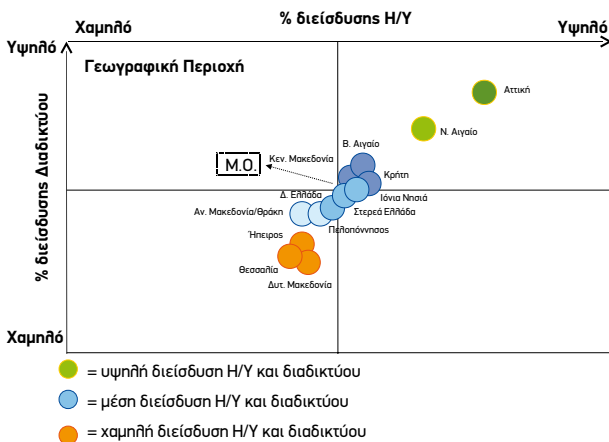 % διείσδυσης Η/Υ
Χαμηλό
Υψηλό
Υψηλό
Γεωγραφική Περιοχή
% διείσδυσης Διαδικτύου
Αττική
Ν. Αιγαίο
Β. Αιγαίο
Κεν. Μακεδονία
Μ.Ο.
Κρήτη
Ιόνια Νησιά
Δ. Ελλάδα
Στερεά Ελλάδα
Αν. Μακεδονία/Θράκη
Πελοπόννησος
Ήπειρος
Θεσσαλία
Δυτ. Μακεδονία
Χαμηλό
= υψηλή διείσδυση Η/Υ και διαδικτύου
= μέση διείσδυση Η/Υ και διαδικτύου
= χαμηλή διείσδυση Η/Υ και διαδικτύου